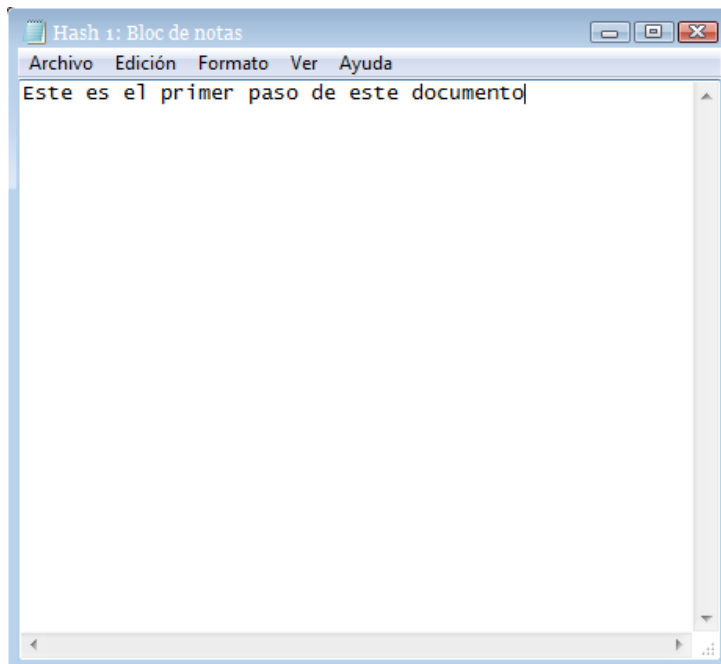 Hash 1: Bloc de notas
Archivo Edición Formato Ver Ayuda
Este es el primer paso de este documento